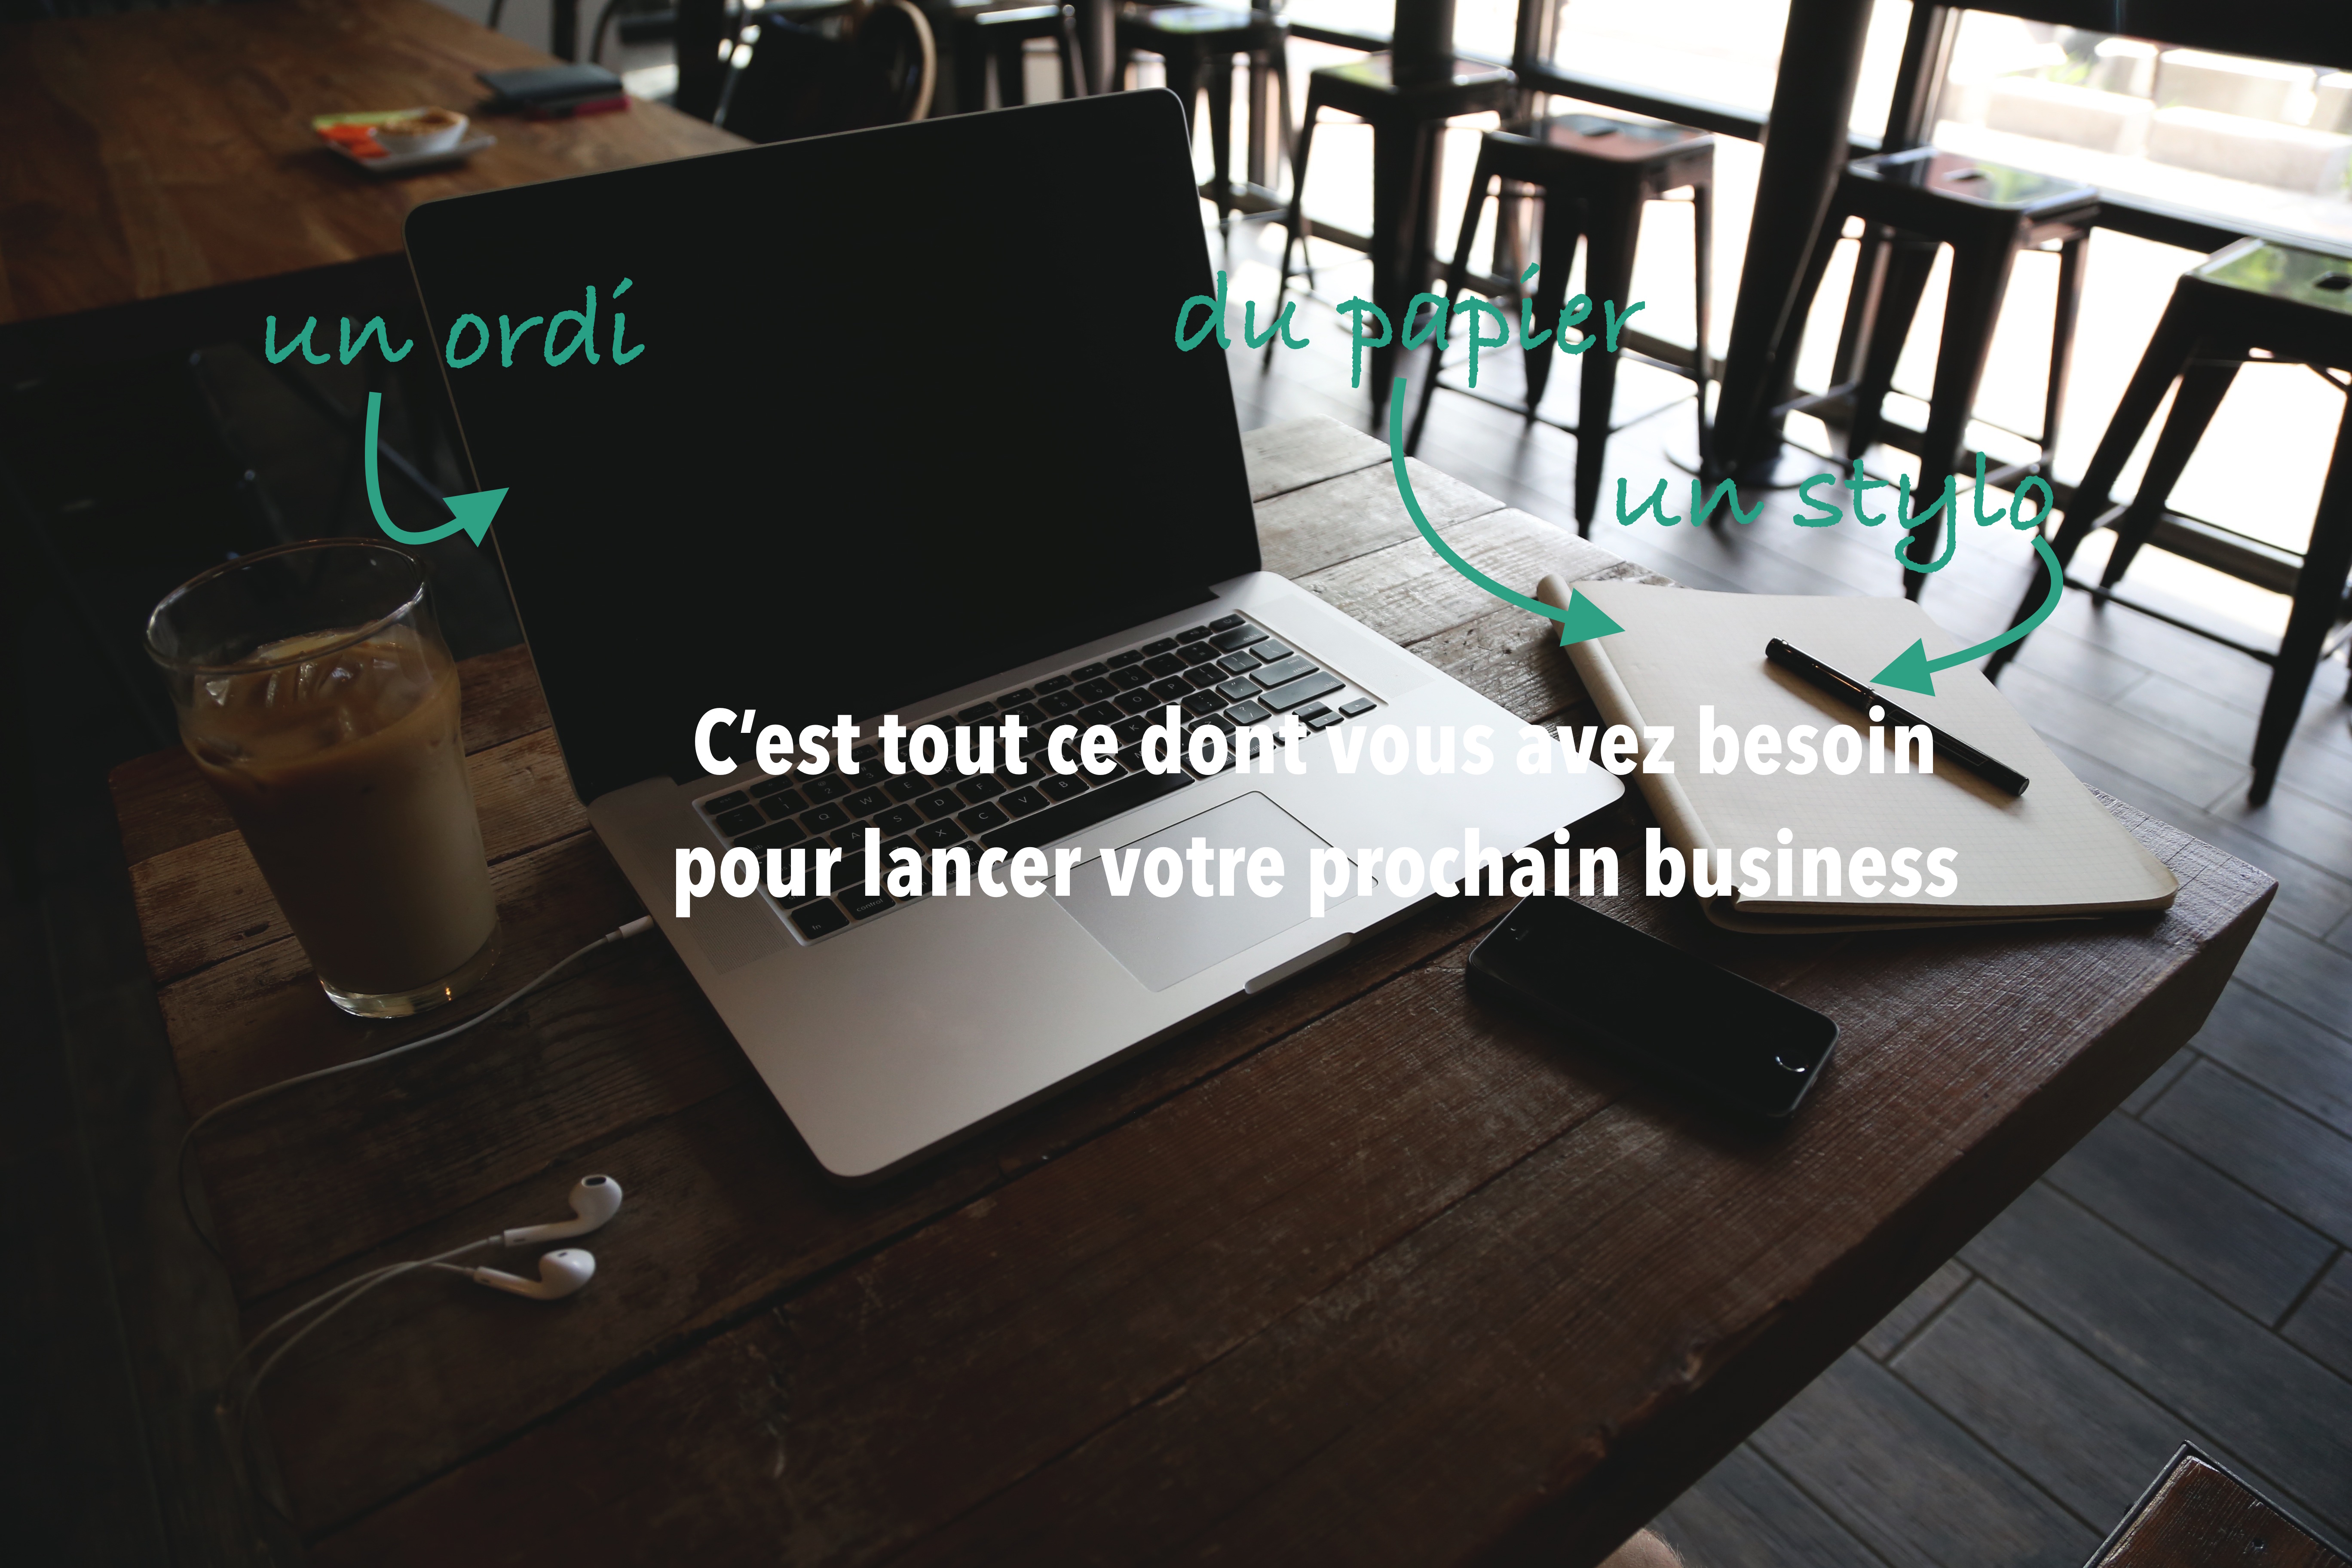 un ordi
du papier
un stylo
C’est tout ce dont vous avez besoin
pour lancer votre prochain business